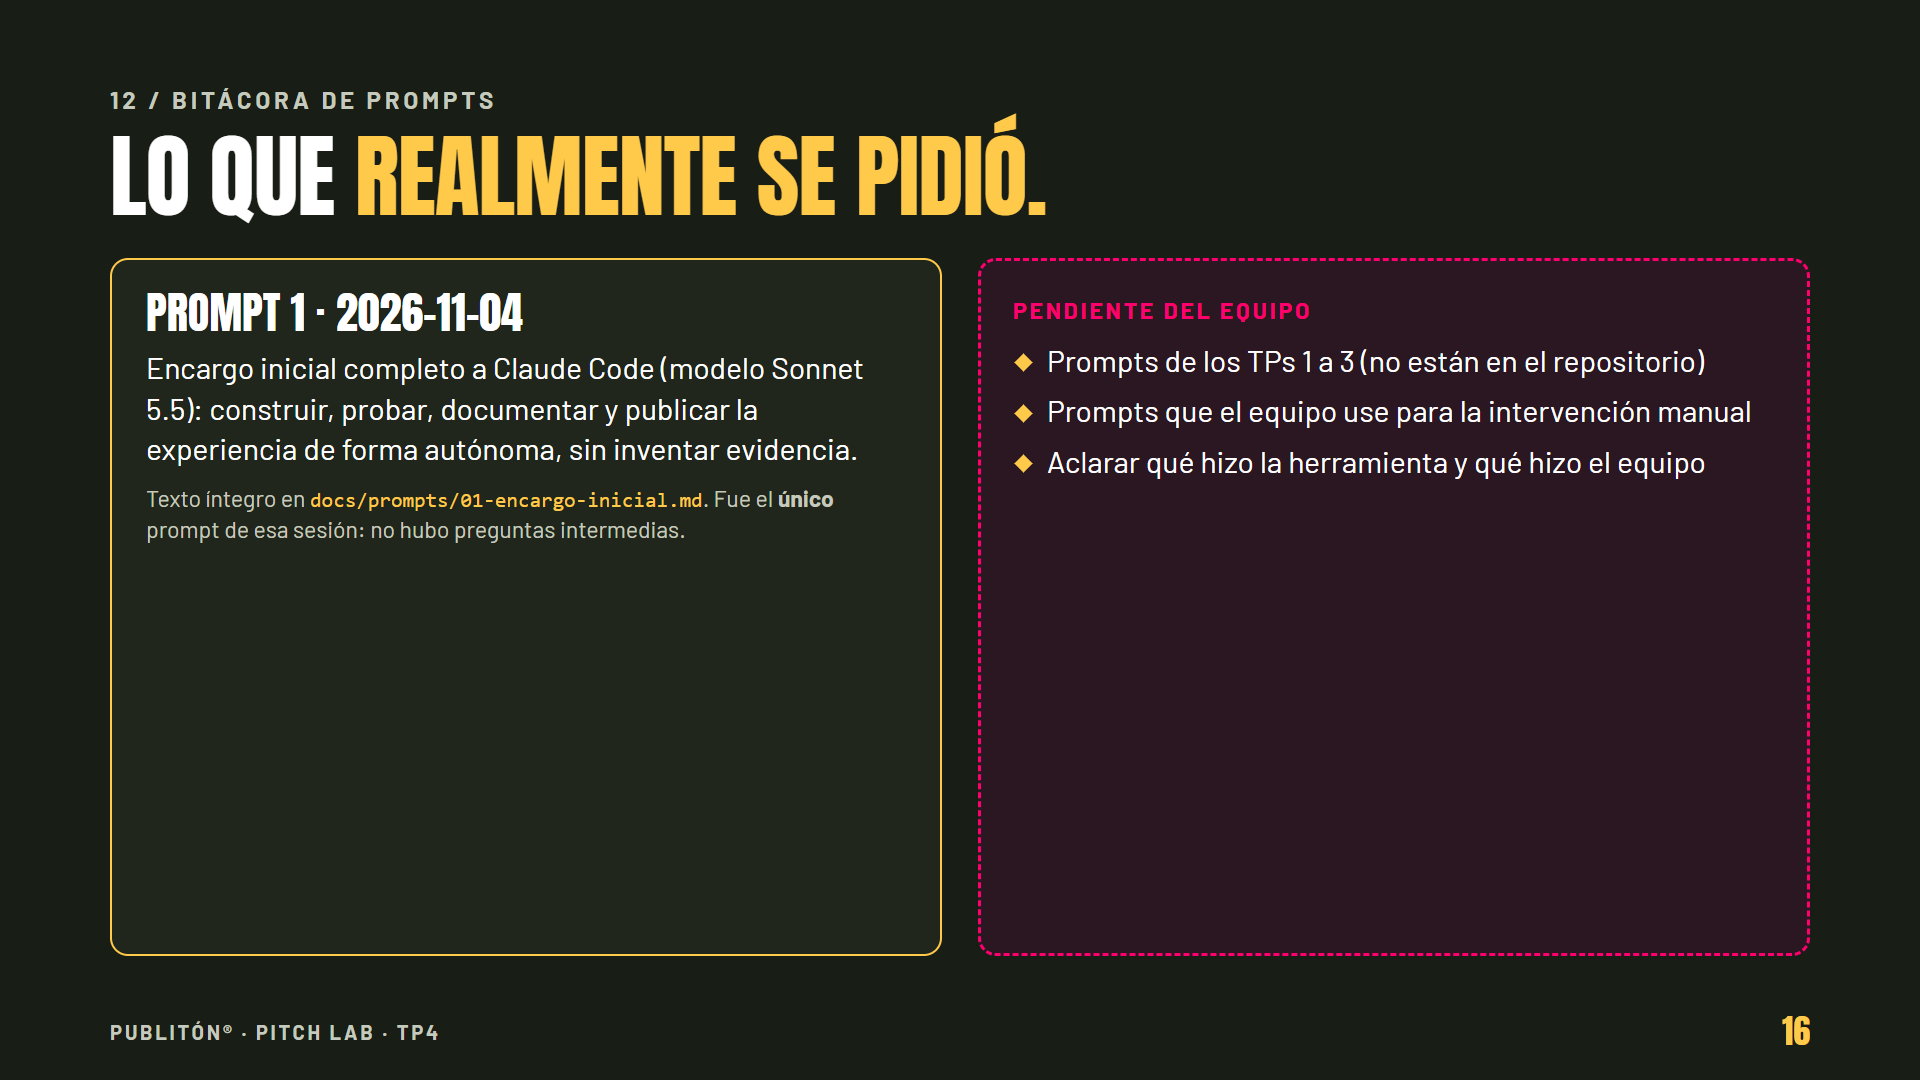 12 / BITÁCORA DE PROMPTS
LO QUE REALMENTE SE PIDIÓ.
PROMPT 1 · 2026-11-04
Encargo inicial completo a Claude Code (modelo Sonnet
5.5): construir, probar, documentar y publicar la
experiencia de forma autónoma, sin inventar evidencia.
Texto íntegro en docs/prompts/01-encargo-inicial.md. Fue el único
prompt de esa sesión: no hubo preguntas intermedias.
PENDIENTE DEL EQUIPO
◆ Prompts de los TPs 1 a 3 (no están en el repositorio)
◆ Prompts que el equipo use para la intervención manual
◆ Aclarar qué hizo la herramienta y qué hizo el equipo
PUBLITÓN® · PITCH LAB · TP4
16